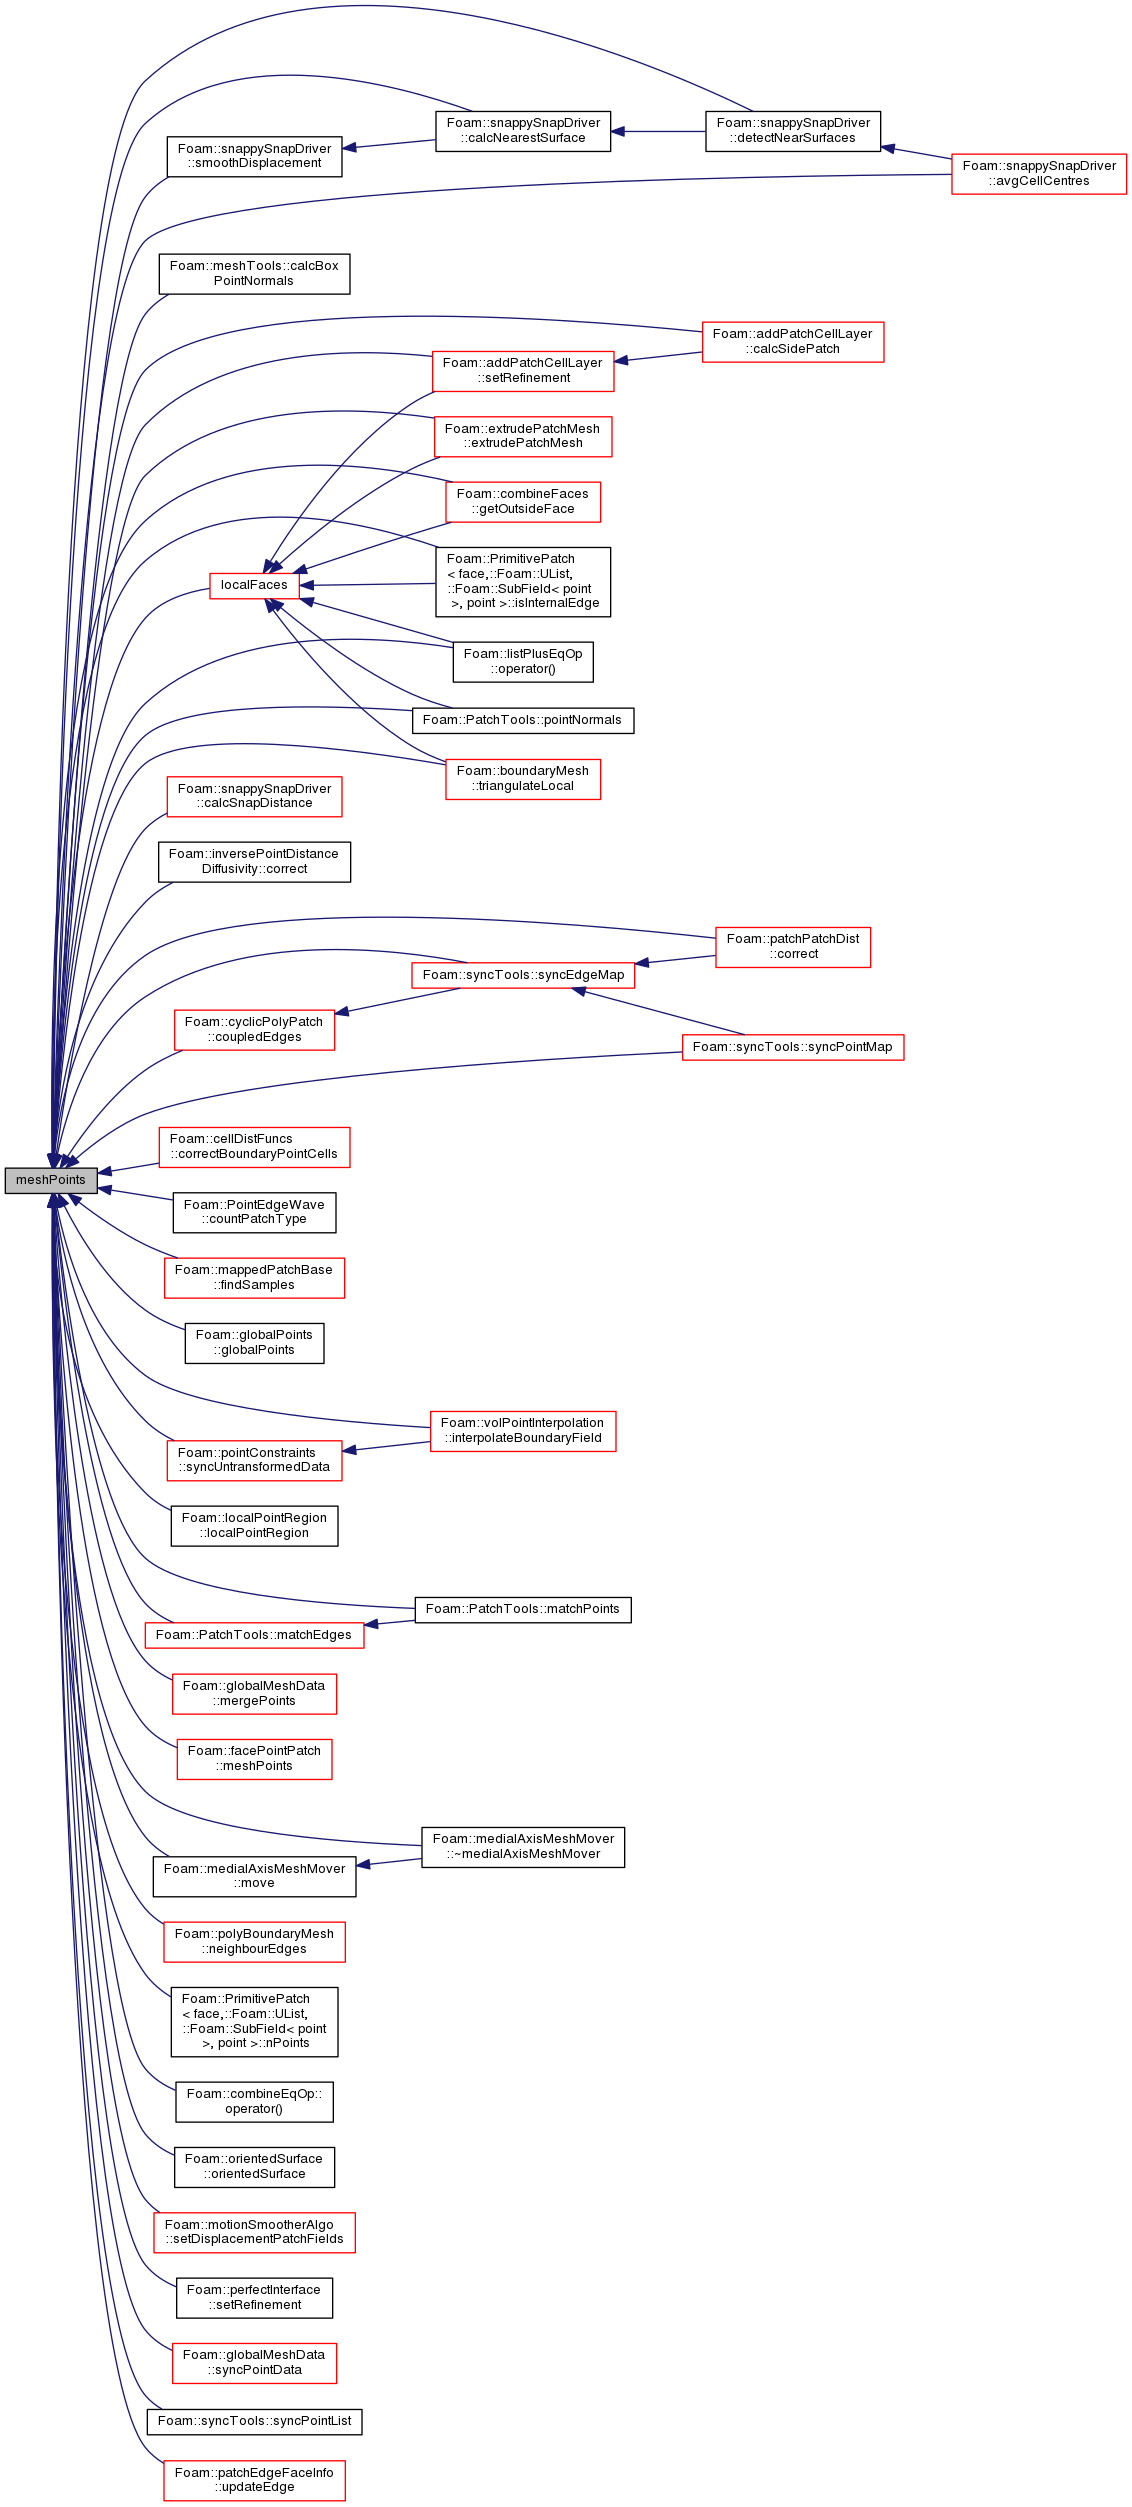 Foam::snappySnapDriver
::calcNearestSurface
Foam::snappySnapDriver
::detectNearSurfaces
Foam::snappySnapDriver
::smoothDisplacement
Foam::snappySnapDriver
::avgCellCentres
Foam::meshTools::calcBox
PointNormals
Foam::addPatchCellLayer
::calcSidePatch
Foam::addPatchCellLayer
::setRefinement
Foam::extrudePatchMesh
::extrudePatchMesh
Foam::combineFaces
::getOutsideFace
Foam::PrimitivePatch
< face,::Foam::UList,
::Foam::SubField< point
>, point >::isInternalEdge
localFaces
Foam::listPlusEqOp
::operator()
Foam::PatchTools::pointNormals
Foam::boundaryMesh
::triangulateLocal
Foam::snappySnapDriver
::calcSnapDistance
Foam::inversePointDistance
Diffusivity::correct
Foam::patchPatchDist
::correct
Foam::syncTools::syncEdgeMap
Foam::cyclicPolyPatch
::coupledEdges
Foam::syncTools::syncPointMap
Foam::cellDistFuncs
::correctBoundaryPointCells
meshPoints
Foam::PointEdgeWave
::countPatchType
Foam::mappedPatchBase
::findSamples
Foam::globalPoints
::globalPoints
Foam::volPointInterpolation
::interpolateBoundaryField
Foam::pointConstraints
::syncUntransformedData
Foam::localPointRegion
::localPointRegion
Foam::PatchTools::matchPoints
Foam::PatchTools::matchEdges
Foam::globalMeshData
::mergePoints
Foam::facePointPatch
::meshPoints
Foam::medialAxisMeshMover
::~medialAxisMeshMover
Foam::medialAxisMeshMover
::move
Foam::polyBoundaryMesh
::neighbourEdges
Foam::PrimitivePatch
< face,::Foam::UList,
::Foam::SubField< point
>, point >::nPoints
Foam::combineEqOp::
operator()
Foam::orientedSurface
::orientedSurface
Foam::motionSmootherAlgo
::setDisplacementPatchFields
Foam::perfectInterface
::setRefinement
Foam::globalMeshData
::syncPointData
Foam::syncTools::syncPointList
Foam::patchEdgeFaceInfo
::updateEdge